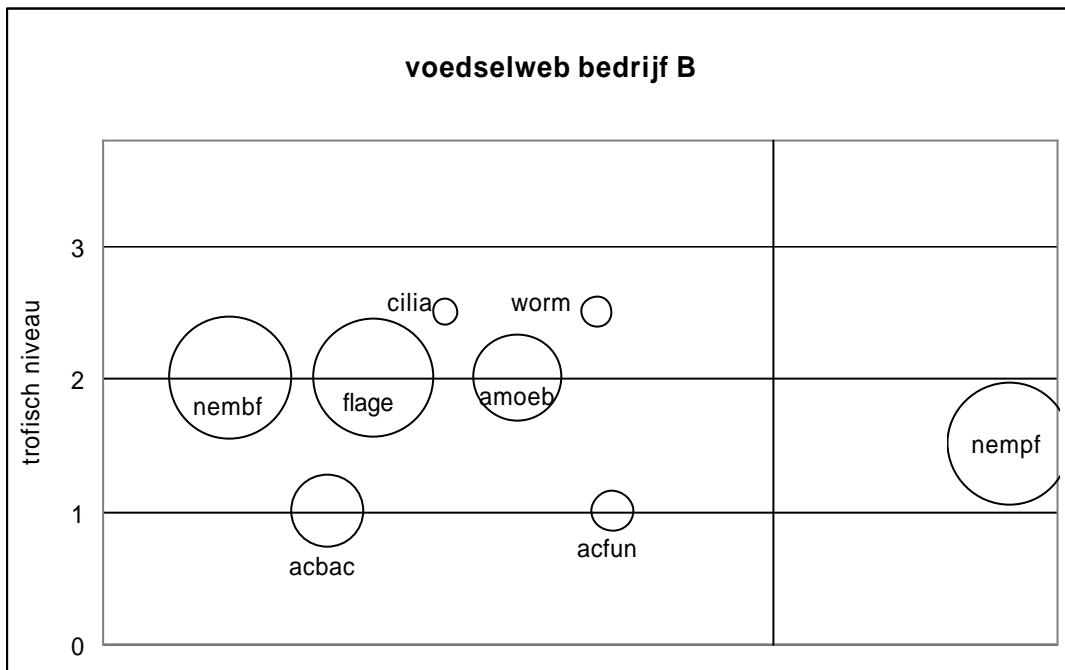 voedselweb bedrijf B
3
cilia
worm
trofisch niveau
2
nembf
flage
amoeb
nempf
1
acbac
acfun
0